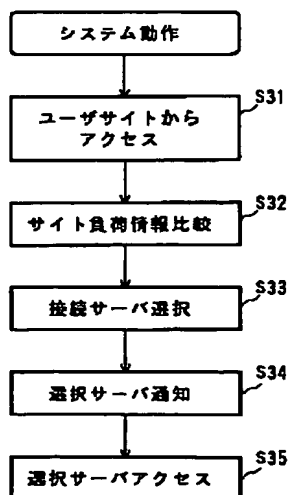 システム動作
S31
ユーザサイトから
アクセス
S32
サイト負荷情報比較
S33
接続サーバ選択
S34
選択サーバ通知
S35
選択サーバアクセス